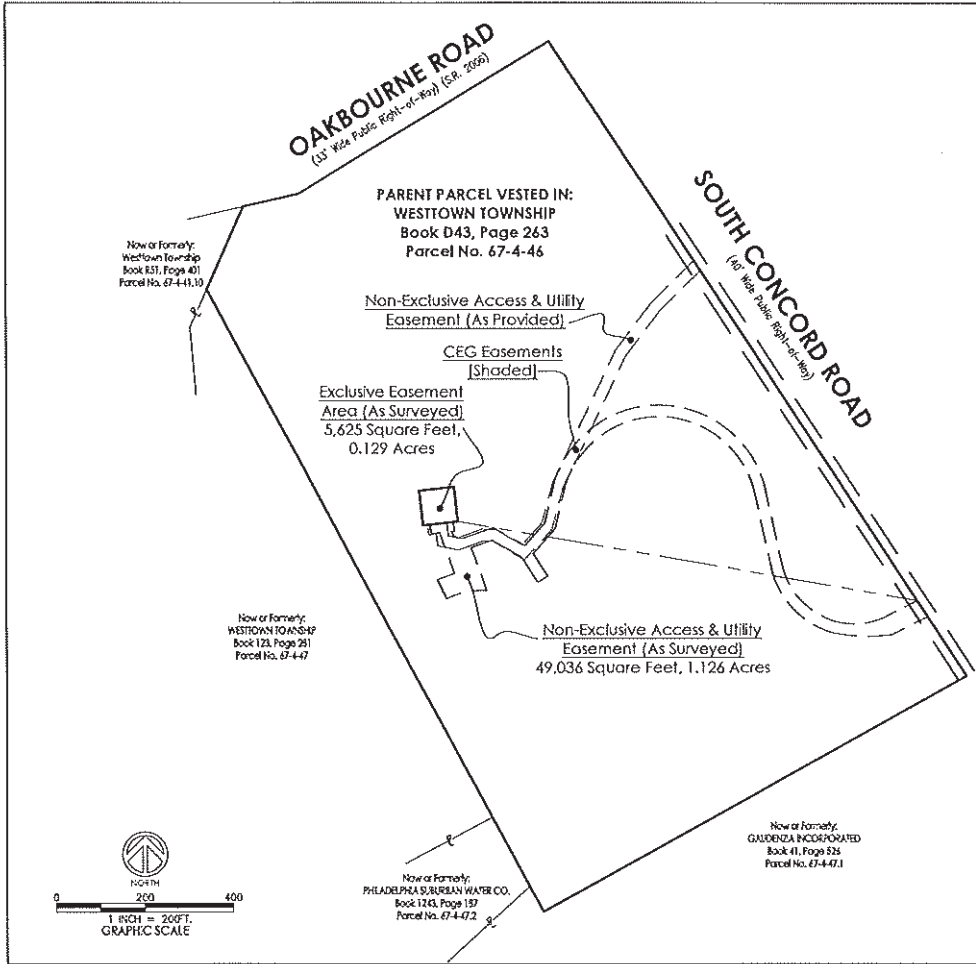 OAKBOURNE ROAD
(33' Wide Public Right-of-Way) (S.R. 2006)
SOUTH CONCORD ROAD
(40' Wide Public Right-of-Way)
PARENT PARCEL VESTED IN:
WESTTOWN TOWNSHIP
Book D43, Page 263
Parcel No. 67-4-46
Now or Formerly:
Westtown Township
Book R51, Page 401
Parcel No. 67-4-41.10
Non-Exclusive Access & Utility
Easement (As Provided)
CEG Easements
(Shaded)
Exclusive Easement
Area (As Surveyed)
5,625 Square Feet,
0.129 Acres
Now or Formerly:
WESTTOWN TOWNSHIP
Book 123, Page 281
Parcel No. 67-4-47
Non-Exclusive Access & Utility
Easement (As Surveyed)
49,036 Square Feet, 1.126 Acres
Now or Formerly:
GAUDENZIA INCORPORATED
Book 41, Page 526
Parcel No. 67-4-47.1
Now or Formerly:
PHILADELPHIA SUBURBAN WATER CO.
Book 1243, Page 157
Parcel No. 67-4-47.2
NORTH
0 200 400
1 INCH = 200FT.
GRAPHIC SCALE